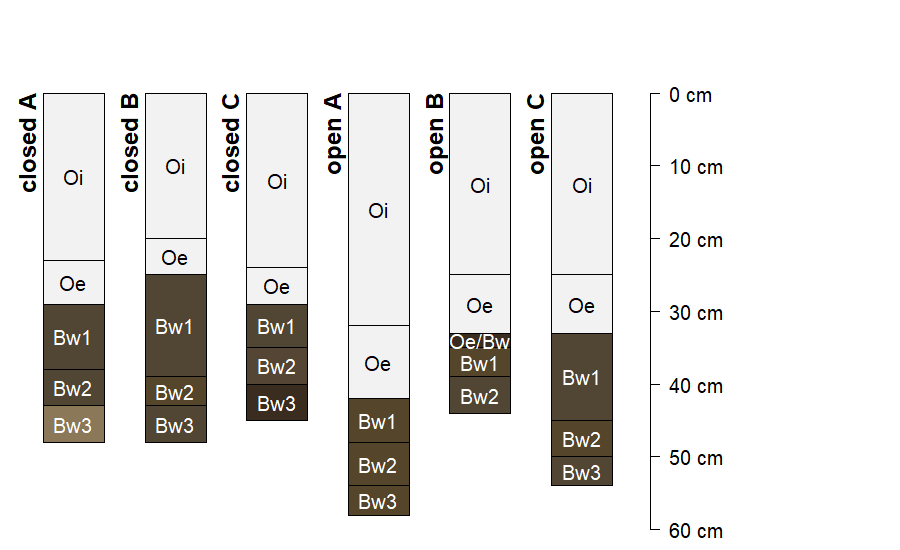 closed A
Oi
Oe
Bw1
Bw2
Bw3
closed B
Oi
Oe
Bw1
Bw2
Bw3
closed C
Oi
Oe
Bw1
Bw2
Bw3
open A
Oi
Oe
Bw1
Bw2
Bw3
open B
Oi
Oe
Oe/Bw
Bw1
Bw2
open C
Oi
Oe
Bw1
Bw2
Bw3
0 cm
10 cm
20 cm
30 cm
40 cm
50 cm
60 cm